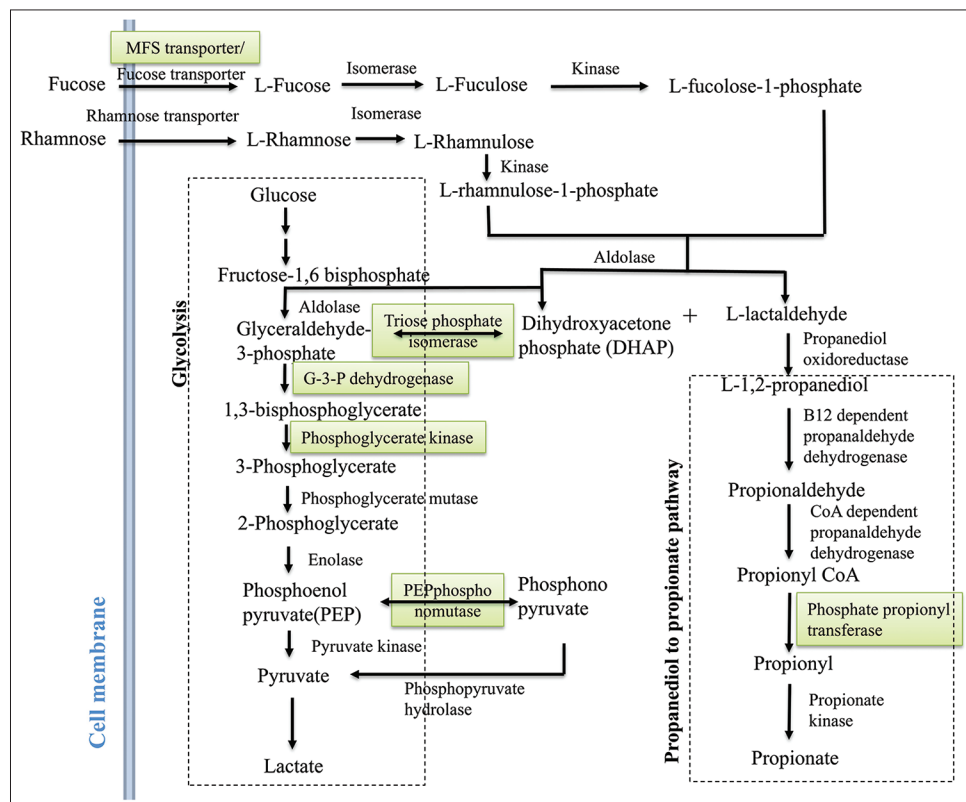 MFS transporter/
Fucose transporter
Fucose
L-Fucose
Isomerase
L-Fuculose
Kinase
L-fucolose-1-phosphate
Rhamnose transporter
Rhamnose
L-Rhamnose
Isomerase
L-Rhamnulose
Kinase
L-rhamnulose-1-phosphate
Glucose
Fructose-1,6 bisphosphate
Aldolase
Aldolase
Glycolysis
Glyceraldehyde-
3-phosphate
Triose phosphate
isomerase
Dihydroxyacetone
phosphate (DHAP)
+
L-lactaldehyde
Propanediol
oxidoreductase
G-3-P dehydrogenase
1,3-bisphosphoglycerate
Phosphoglycerate kinase
3-Phosphoglycerate
Phosphoglycerate mutase
2-Phosphoglycerate
Enolase
Phosphoenol
pyruvate(PEP)
PEPphospho
nomutase
Phosphono
pyruvate
Pyruvate kinase
Pyruvate
Phosphopyruvate
hydrolase
Lactate
L-1,2-propanediol
B12 dependent
propanaldehyde
dehydrogenase
Propionaldehyde
CoA dependent
propanaldehyde
dehydrogenase
Propionyl CoA
Phosphate propionyl
transferase
Propionyl
Propionate
kinase
Propionate
Propanediol to propionate pathway
Cell membrane